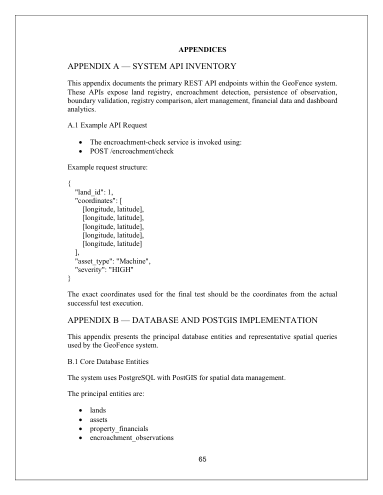 APPENDICES
APPENDIX A — SYSTEM API INVENTORY
This appendix documents the primary REST API endpoints within the GeoFence system.
These APIs expose land registry, encroachment detection, persistence of observation,
boundary validation, registry comparison, alert management, financial data and dashboard
analytics.
A.1 Example API Request
• The encroachment-check service is invoked using:
• POST /encroachment/check
Example request structure:
{
"land_id": 1,
"coordinates": [
[longitude, latitude],
[longitude, latitude],
[longitude, latitude],
[longitude, latitude],
[longitude, latitude]
],
"asset_type": "Machine",
"severity": "HIGH"
}
The exact coordinates used for the final test should be the coordinates from the actual
successful test execution.
APPENDIX B — DATABASE AND POSTGIS IMPLEMENTATION
This appendix presents the principal database entities and representative spatial queries
used by the GeoFence system.
B.1 Core Database Entities
The system uses PostgreSQL with PostGIS for spatial data management.
The principal entities are:
• lands
• assets
• property_financials
• encroachment_observations
65